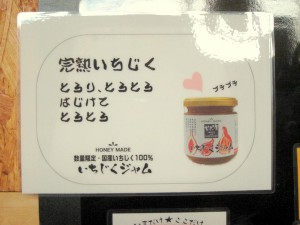 完熟いちじく
とろり、とろとろ
はじけて
とろとろ
プチプチ
HONEY MADE
数量限定・国産いちじく100%
いちじくジャム